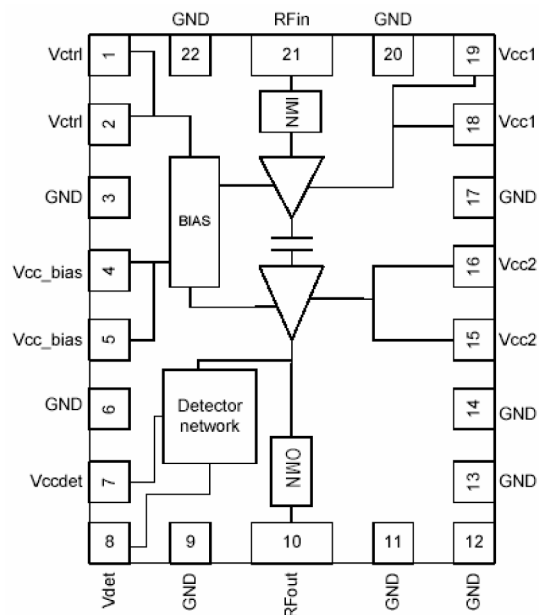 GND RFin GND
Vctrl 1 22 21 20 19 Vcc1
IMN
Vctrl 2 18 Vcc1
GND 3 BIAS 17 GND
Vcc_bias 4 16 Vcc2
Vcc_bias 5 15 Vcc2
GND 6 Detector 14 GND
network
Vccdet 7 OMN 13 GND
8 9 10 11 12
Vdet GND RFout GND GND